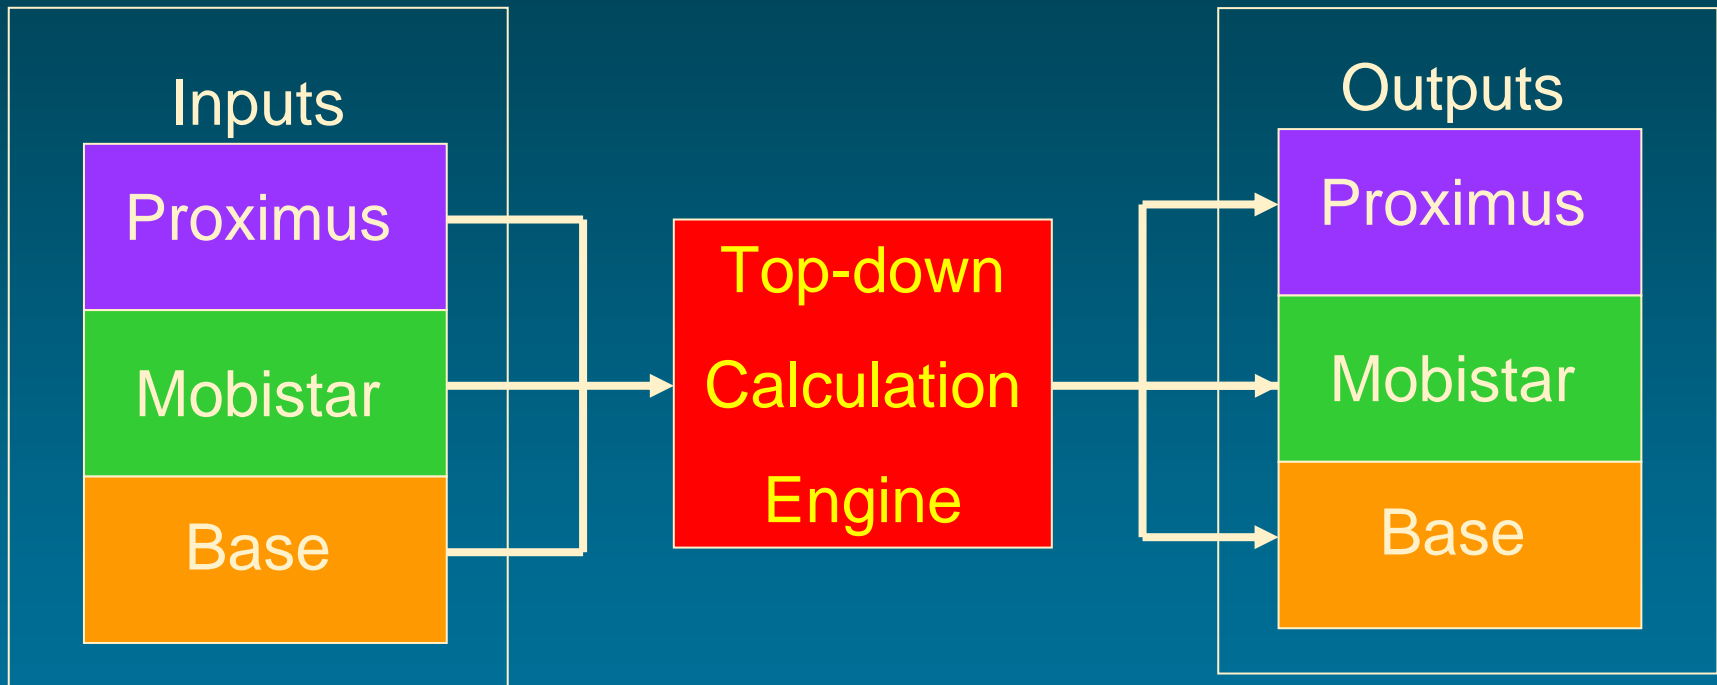 Inputs
Proximus
Mobistar
Base
Top-down
Calculation
Engine
Outputs
Proximus
Mobistar
Base